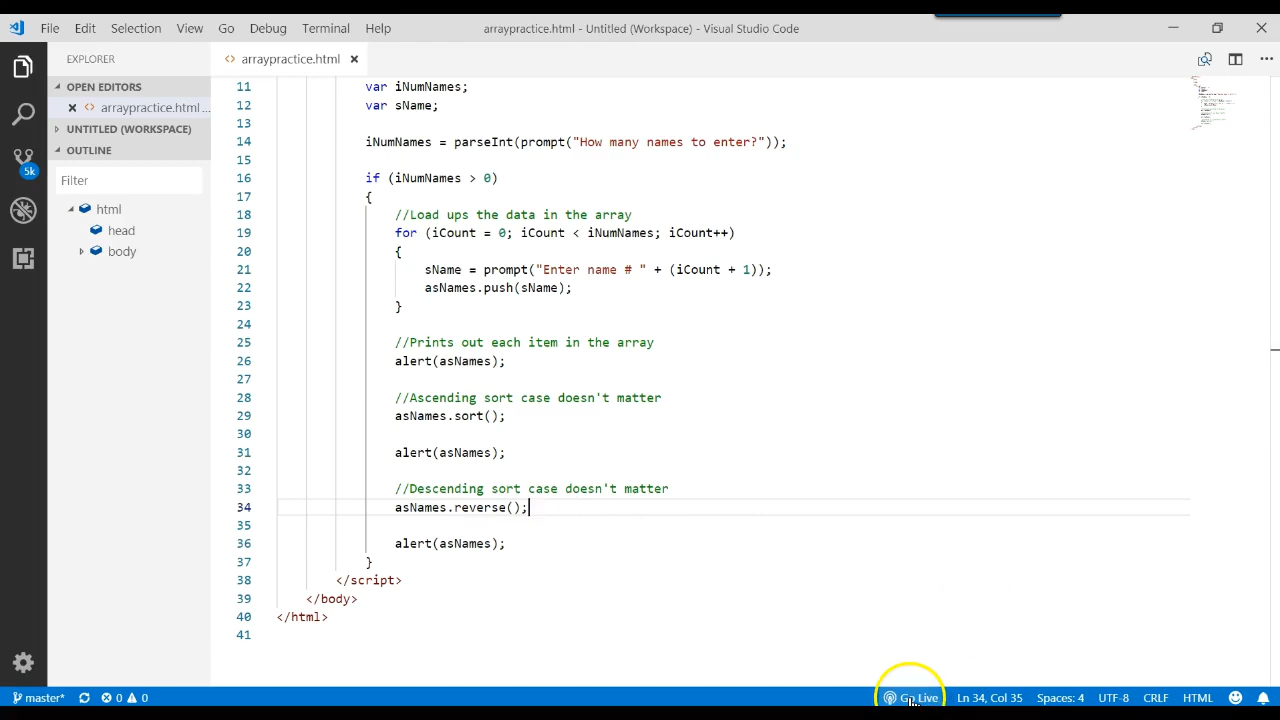 File Edit Selection View Go Debug Terminal Help arraypractice.html - Untitled (Workspace) - Visual Studio Code
EXPLORER
<> arraypractice.html ×
OPEN EDITORS
× <> arraypractice.html ...
UNTITLED (WORKSPACE)
OUTLINE
Filter
html
head
body
5k
11 var iNumNames;
12 var sName;
13
14 iNumNames = parseInt(prompt("How many names to enter?"));
15
16 if (iNumNames > 0)
17 {
18 //Load ups the data in the array
19 for (iCount = 0; iCount < iNumNames; iCount++)
20 {
21 sName = prompt("Enter name # " + (iCount + 1));
22 asNames.push(sName);
23 }
24
25 //Prints out each item in the array
26 alert(asNames);
27
28 //Ascending sort case doesn't matter
29 asNames.sort();
30
31 alert(asNames);
32
33 //Descending sort case doesn't matter
34 asNames.reverse();
35
36 alert(asNames);
37 }
38 </script>
39 </body>
40 </html>
41
master* 0 0 Go Live Ln 34, Col 35 Spaces: 4 UTF-8 CRLF HTML